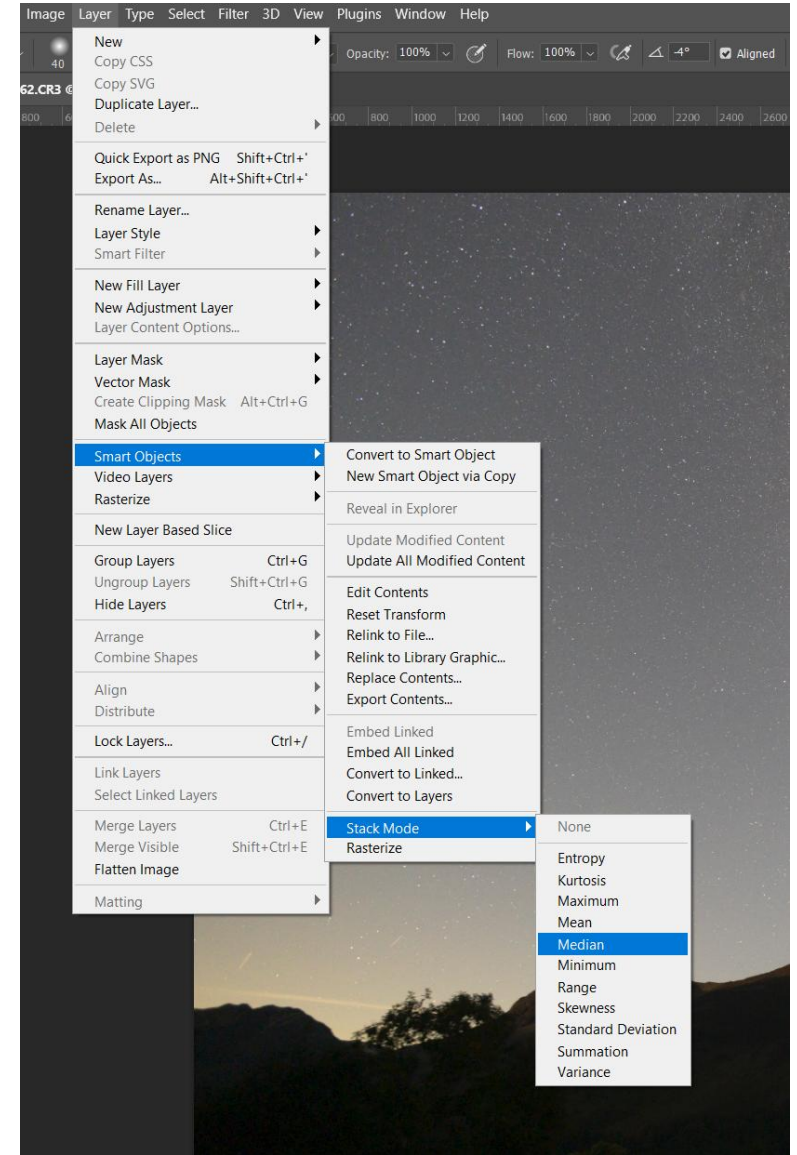 Image Layer Type Select Filter 3D View Plugins Window Help
40 Opacity: 100% Flow: 100% -4° Aligned
62.CR3
800 800 1000 1200 1400 1600 1800 2000 2200 2400 2600
New
Copy CSS
Copy SVG
Duplicate Layer...
Delete
Quick Export as PNG Shift+Ctrl+'
Export As... Alt+Shift+Ctrl+'
Rename Layer...
Layer Style
Smart Filter
New Fill Layer
New Adjustment Layer
Layer Content Options...
Layer Mask
Vector Mask
Create Clipping Mask Alt+Ctrl+G
Mask All Objects
Smart Objects
Video Layers
Rasterize
New Layer Based Slice
Group Layers Ctrl+G
Ungroup Layers Shift+Ctrl+G
Hide Layers Ctrl+,
Arrange
Combine Shapes
Align
Distribute
Lock Layers... Ctrl+/
Link Layers
Select Linked Layers
Merge Layers Ctrl+E
Merge Visible Shift+Ctrl+E
Flatten Image
Matting
Convert to Smart Object
New Smart Object via Copy
Reveal in Explorer
Update Modified Content
Update All Modified Content
Edit Contents
Reset Transform
Relink to File...
Relink to Library Graphic...
Replace Contents...
Export Contents...
Embed Linked
Embed All Linked
Convert to Linked...
Convert to Layers
Stack Mode
Rasterize
None
Entropy
Kurtosis
Maximum
Mean
Median
Minimum
Range
Skewness
Standard Deviation
Summation
Variance